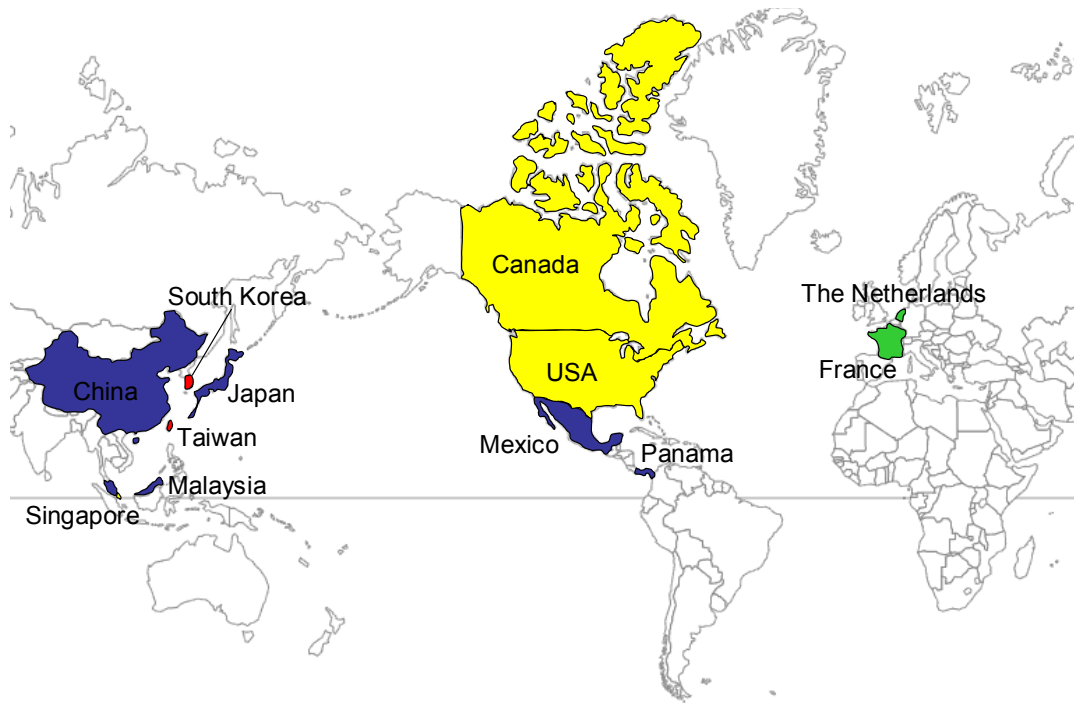 Canada
South Korea
The Netherlands
USA
France
China
Japan
Taiwan
Mexico
Panama
Malaysia
Singapore